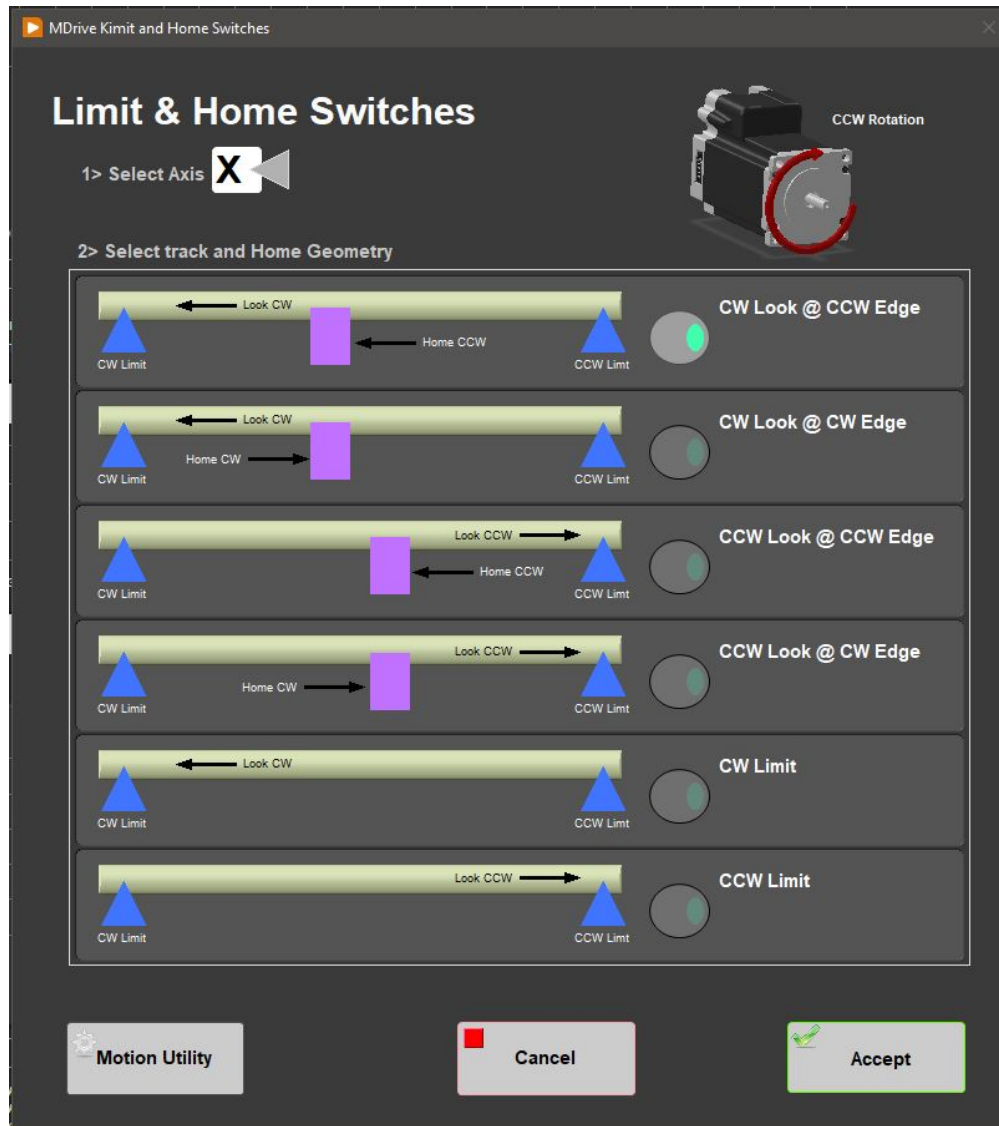 MDrive Kimit and Home Switches
Limit & Home Switches
CCW Rotation
1> Select Axis X
2> Select track and Home Geometry
Look CW
CW Look @ CCW Edge
Home CCW
CW Limit
CCW Limt
Look CW
CW Look @ CW Edge
Home CW
CW Limit
CCW Limt
Look CCW
CCW Look @ CCW Edge
Home CCW
CW Limit
CCW Limt
Look CCW
CCW Look @ CW Edge
Home CW
CW Limit
CCW Limt
Look CW
CW Limit
CW Limit
CCW Limt
Look CCW
CCW Limit
CW Limit
CCW Limt
Motion Utility
Cancel
Accept